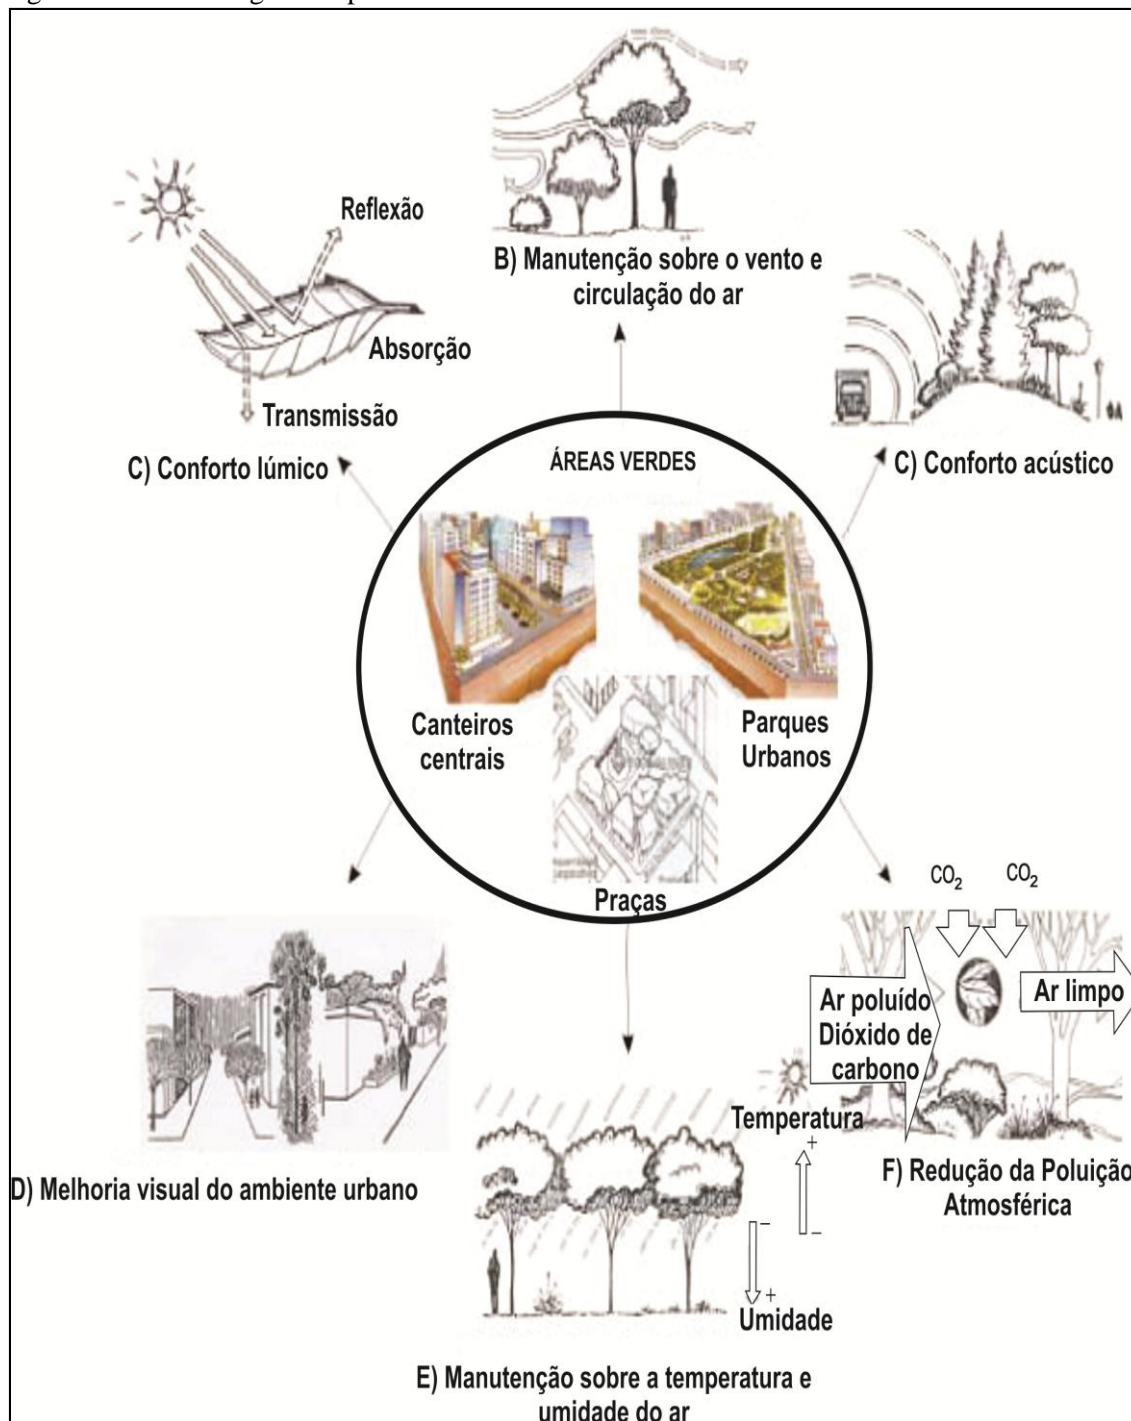 Reflexão
Absorção
Transmissão
C) Conforto lúmico
B) Manutenção sobre o vento e
circulação do ar
C) Conforto acústico
ÁREAS VERDES
Canteiros
centrais
Parques
Urbanos
Praças
D) Melhoria visual do ambiente urbano
Temperatura
+
−
−
+
Umidade
E) Manutenção sobre a temperatura e
umidade do ar
CO₂
CO₂
Ar poluído
Dióxido de
carbono
Ar limpo
F) Redução da Poluição
Atmosférica